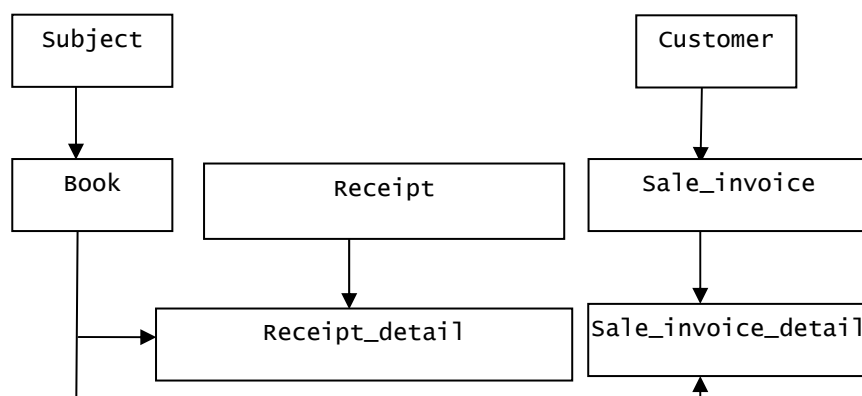 Subject
Customer
Book
Receipt
Sale_invoice
Receipt_detail
Sale_invoice_detail